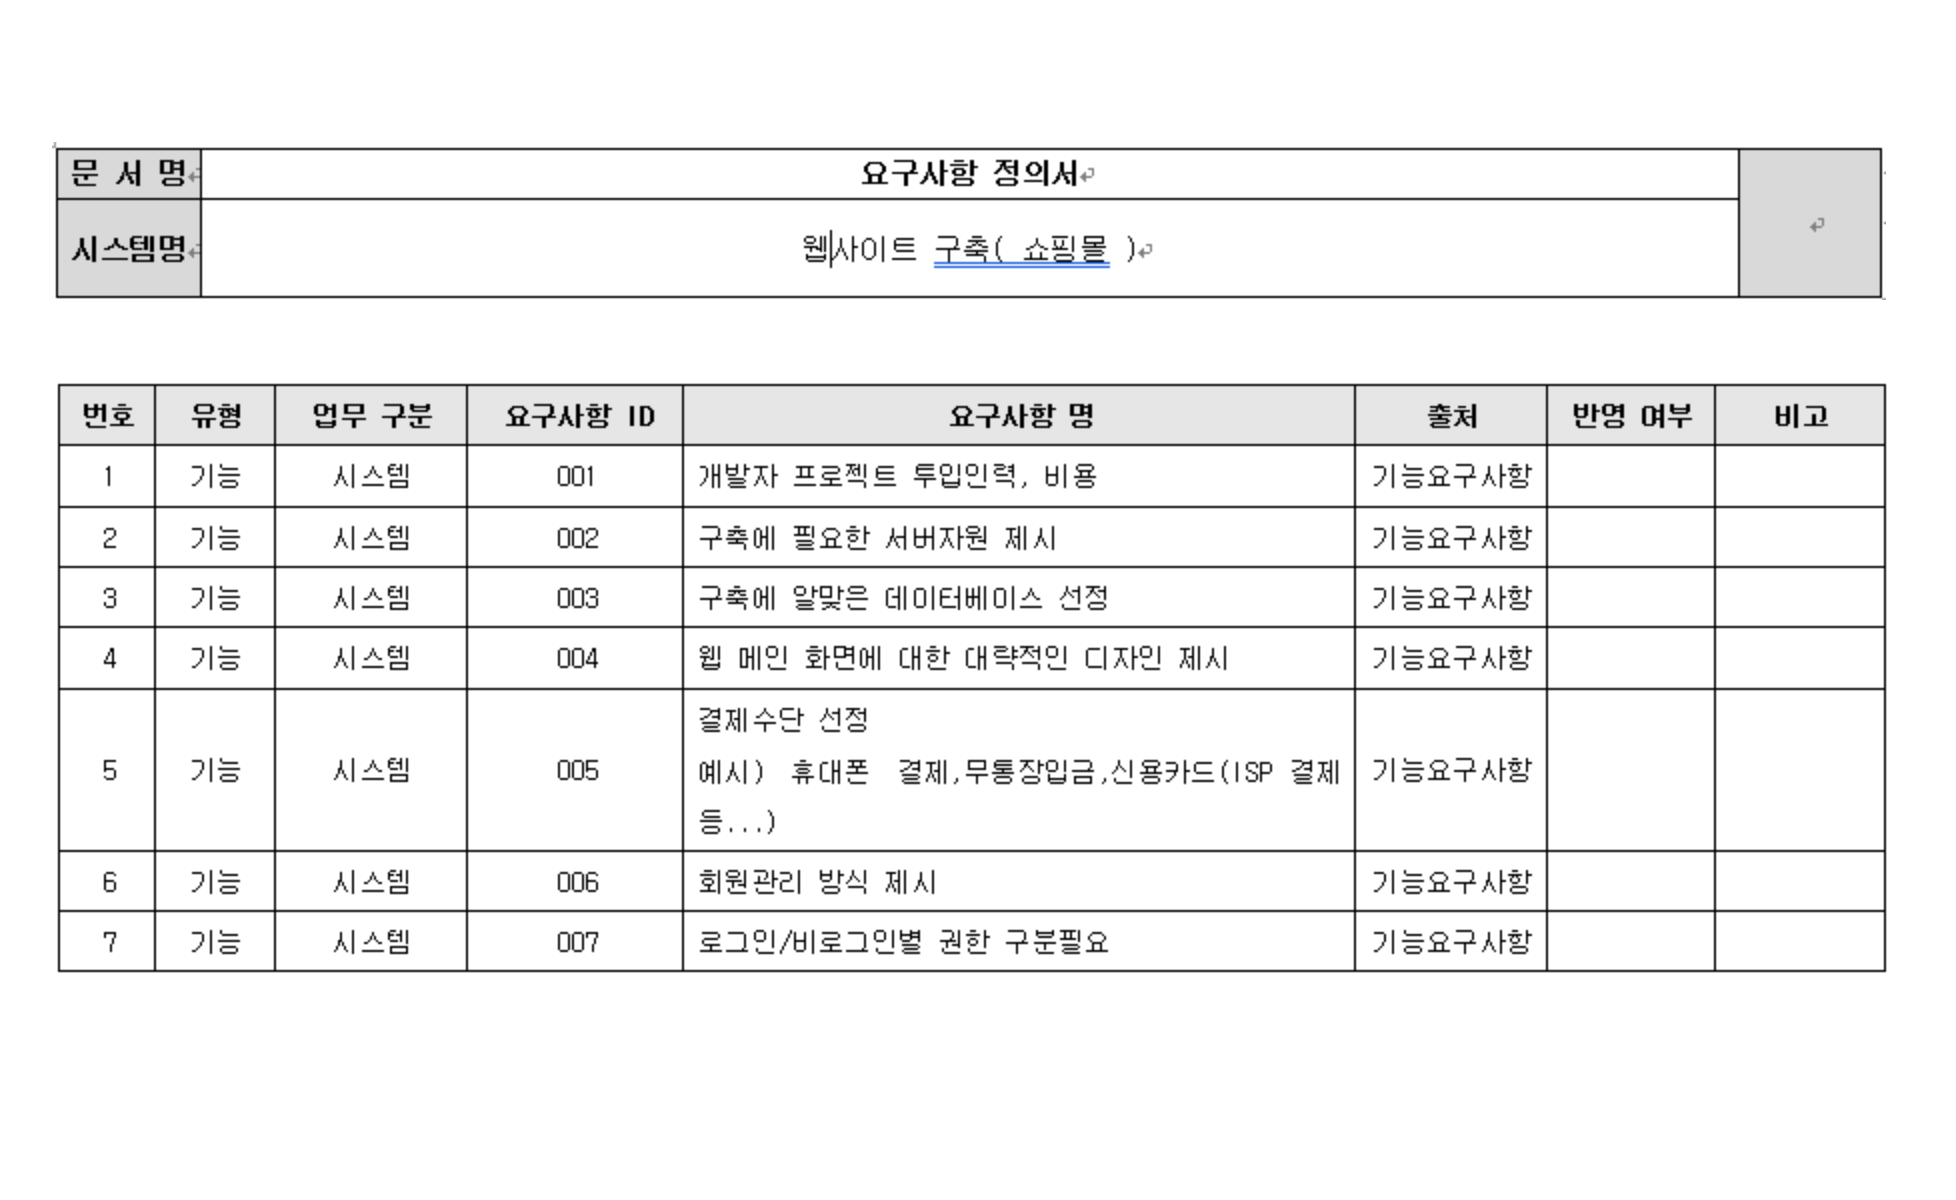 문 서 명 요구사항 정의서
시스템명 웹사이트 구축( 쇼핑몰 )
번호 유형 업무 구분 요구사항 ID 요구사항 명 출처 반영 여부 비고
1 기능 시스템 001 개발자 프로젝트 투입인력, 비용 기능요구사항
2 기능 시스템 002 구축에 필요한 서버자원 제시 기능요구사항
3 기능 시스템 003 구축에 알맞은 데이터베이스 선정 기능요구사항
4 기능 시스템 004 웹 메인 화면에 대한 대략적인 디자인 제시 기능요구사항
결제수단 선정
5 기능 시스템 005 예시) 휴대폰 결제,무통장입금,신용카드(ISP 결제 기능요구사항
등...)
6 기능 시스템 006 회원관리 방식 제시 기능요구사항
7 기능 시스템 007 로그인/비로그인별 권한 구분필요 기능요구사항